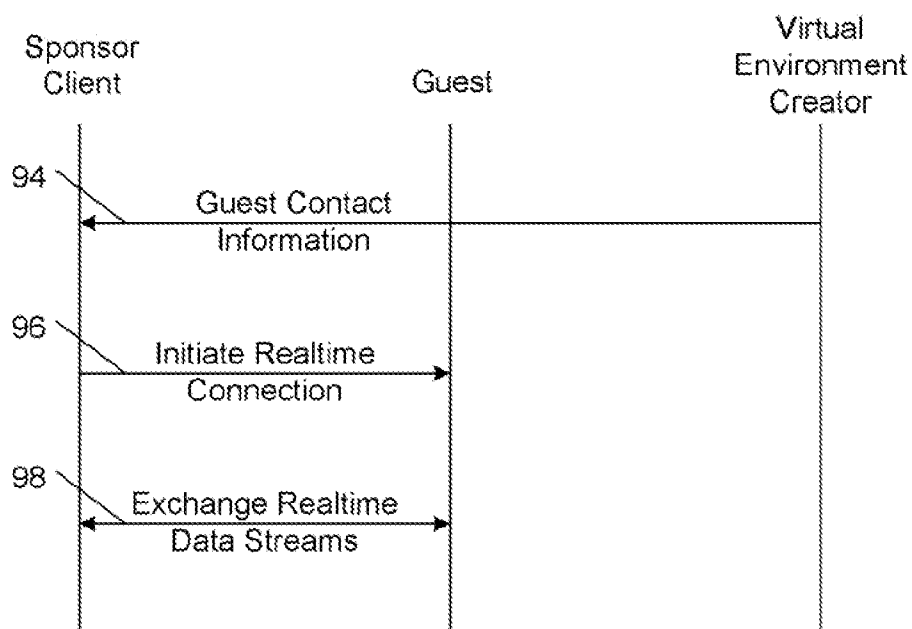 Sponsor
Client
Guest
Virtual
Environment
Creator
94
Guest Contact
Information
96
Initiate Realtime
Connection
98
Exchange Realtime
Data Streams